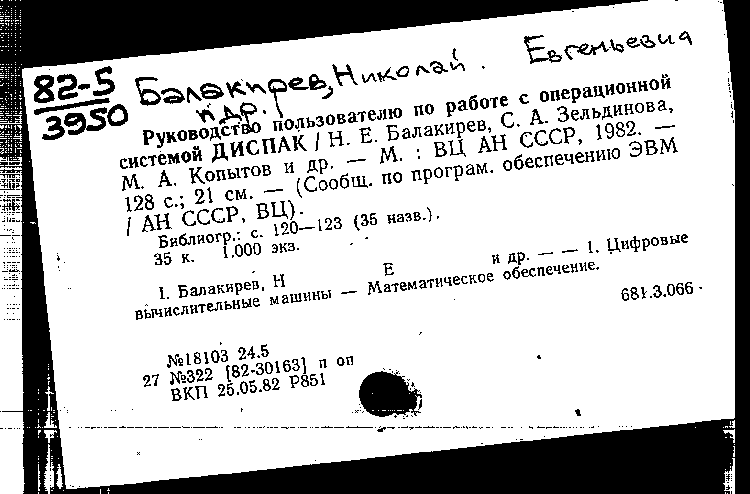 82-5
3950
Балакирев, Николай Евгеньевич
и др.
Руководство пользователю по работе с операционной
системой ДИСПАК / Н. Е. Балакирев, С. А. Зельдинова,
М. А. Копытов и др. — М. : ВЦ АН СССР, 1982. —
128 с.; 21 см. — (Сообщ. по програм. обеспечению ЭВМ
/ АН СССР, ВЦ).
Библиогр.: с. 120—123 (35 назв.).
35 к. 1.000 экз.
I. Балакирев, Н Е и др. — — 1. Цифровые
вычислительные машины — Математическое обеспечение.
681.3.066
№18103 24.5
27 №322 [82-30163] п оп
ВКП 25.05.82 Р851